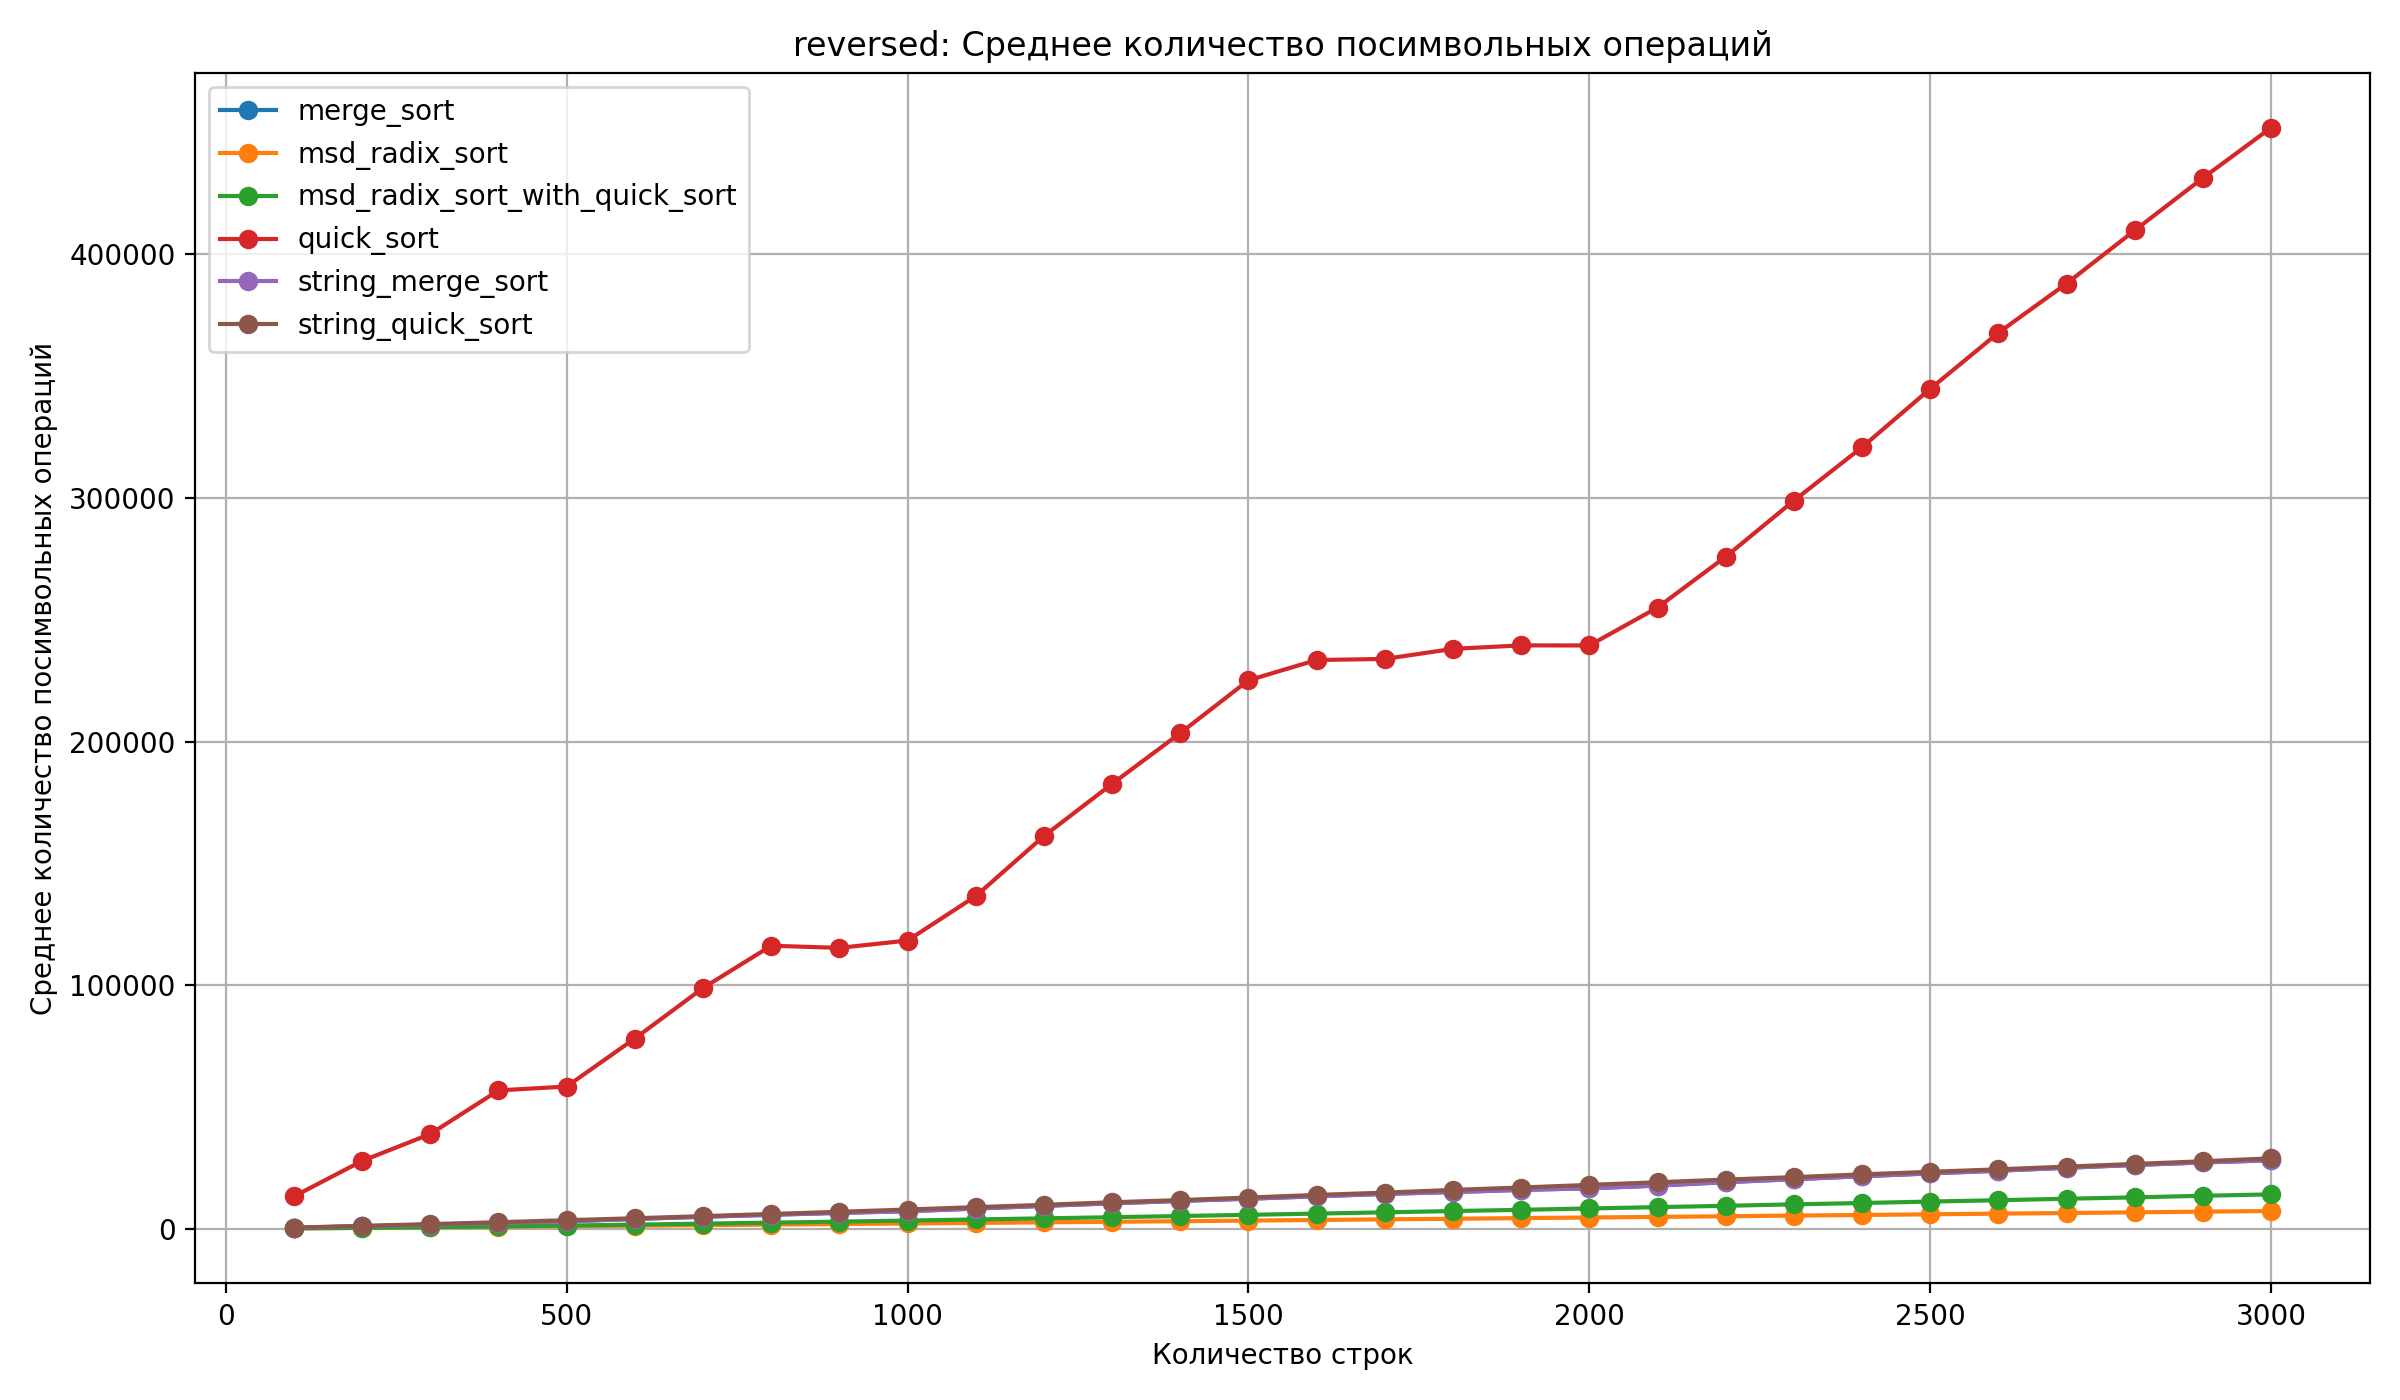 reversed: Среднее количество посимвольных операций
merge_sort
msd_radix_sort
msd_radix_sort_with_quick_sort
quick_sort
string_merge_sort
string_quick_sort
Среднее количество посимвольных операций
400000
300000
200000
100000
0
0 500 1000 1500 2000 2500 3000
Количество строк